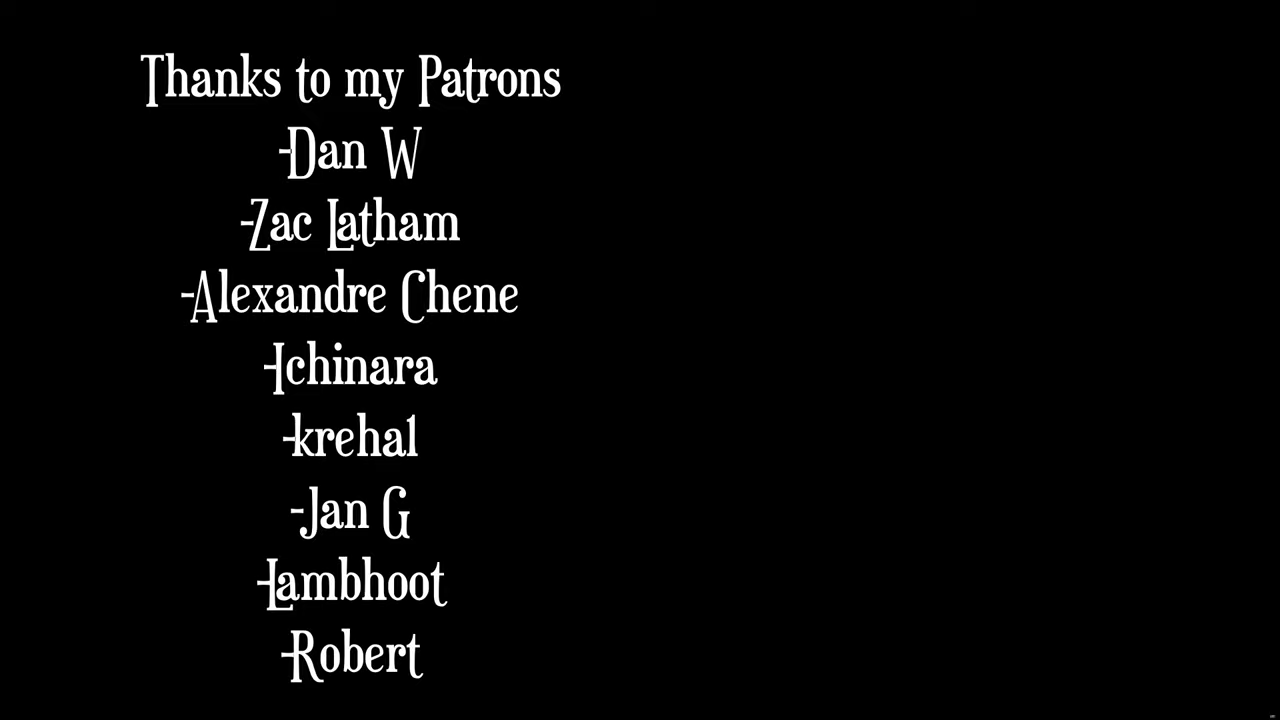 Thanks to my Patrons
-Dan W
-Zac Latham
-Alexandre Chene
-Ichinara
-krehal
-Jan G
-Lambhoot
-Robert